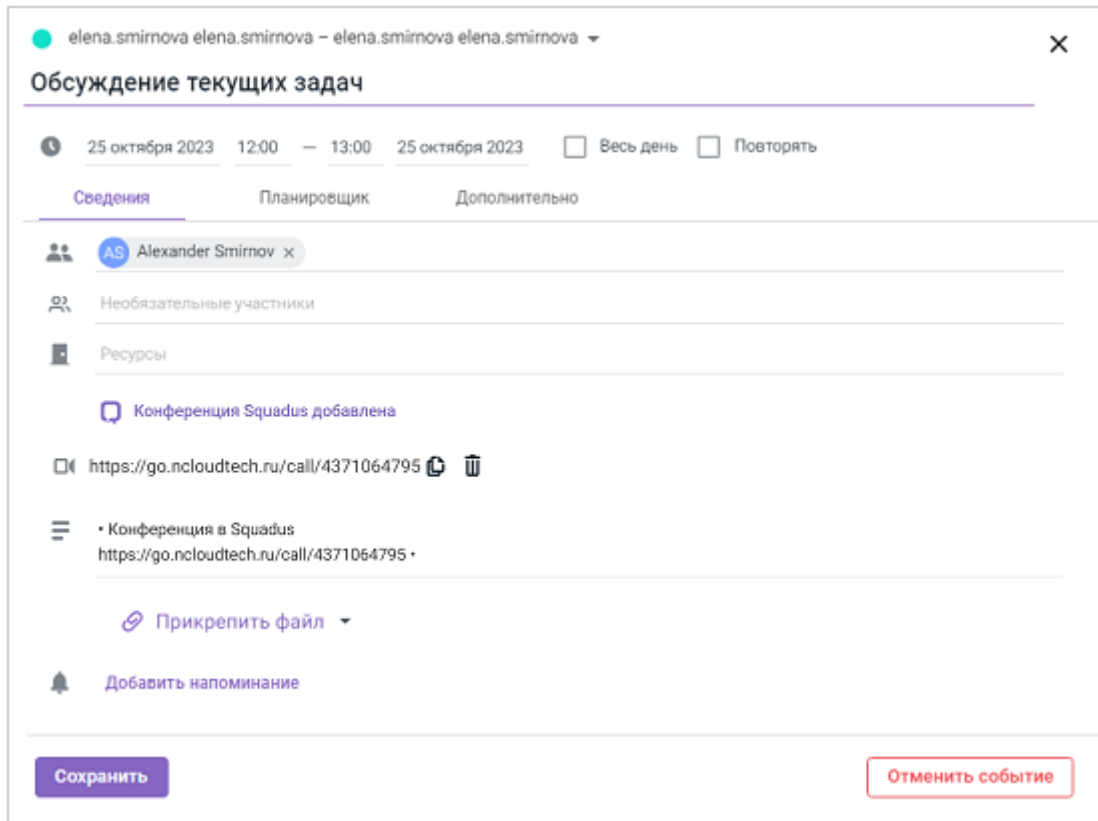 elena.smirnova elena.smirnova – elena.smirnova elena.smirnova
Обсуждение текущих задач
25 октября 2023 12:00 — 13:00 25 октября 2023 Весь день Повторять
Сведения Планировщик Дополнительно
AS Alexander Smirnov
Необязательные участники
Ресурсы
Конференция Squadus добавлена
https://go.ncloudtech.ru/call/4371064795
• Конференция в Squadus
https://go.ncloudtech.ru/call/4371064795 •
Прикрепить файл
Добавить напоминание
Сохранить Отменить событие